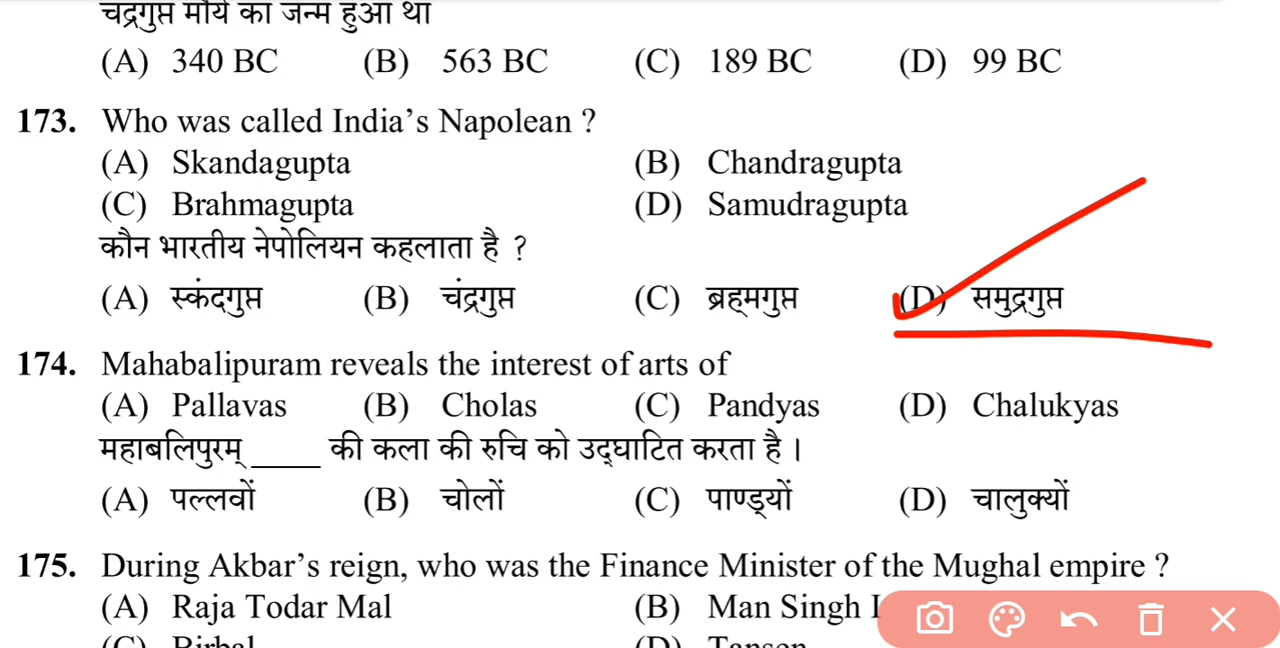 चंद्रगुप्त मौर्य का जन्म हुआ था
(A) 340 BC (B) 563 BC (C) 189 BC (D) 99 BC
173. Who was called India’s Napolean ?
(A) Skandagupta (B) Chandragupta
(C) Brahmagupta (D) Samudragupta
कौन भारतीय नेपोलियन कहलाता है ?
(A) स्कंदगुप्त (B) चंद्रगुप्त (C) ब्रह्मगुप्त (D) समुद्रगुप्त
174. Mahabalipuram reveals the interest of arts of
(A) Pallavas (B) Cholas (C) Pandyas (D) Chalukyas
महाबलिपुरम् _____ की कला की रुचि को उद्घाटित करता है ।
(A) पल्लवों (B) चोलों (C) पाण्ड्यों (D) चालुक्यों
175. During Akbar’s reign, who was the Finance Minister of the Mughal empire ?
(A) Raja Todar Mal (B) Man Singh I
(C) Birbal (D) Tansen